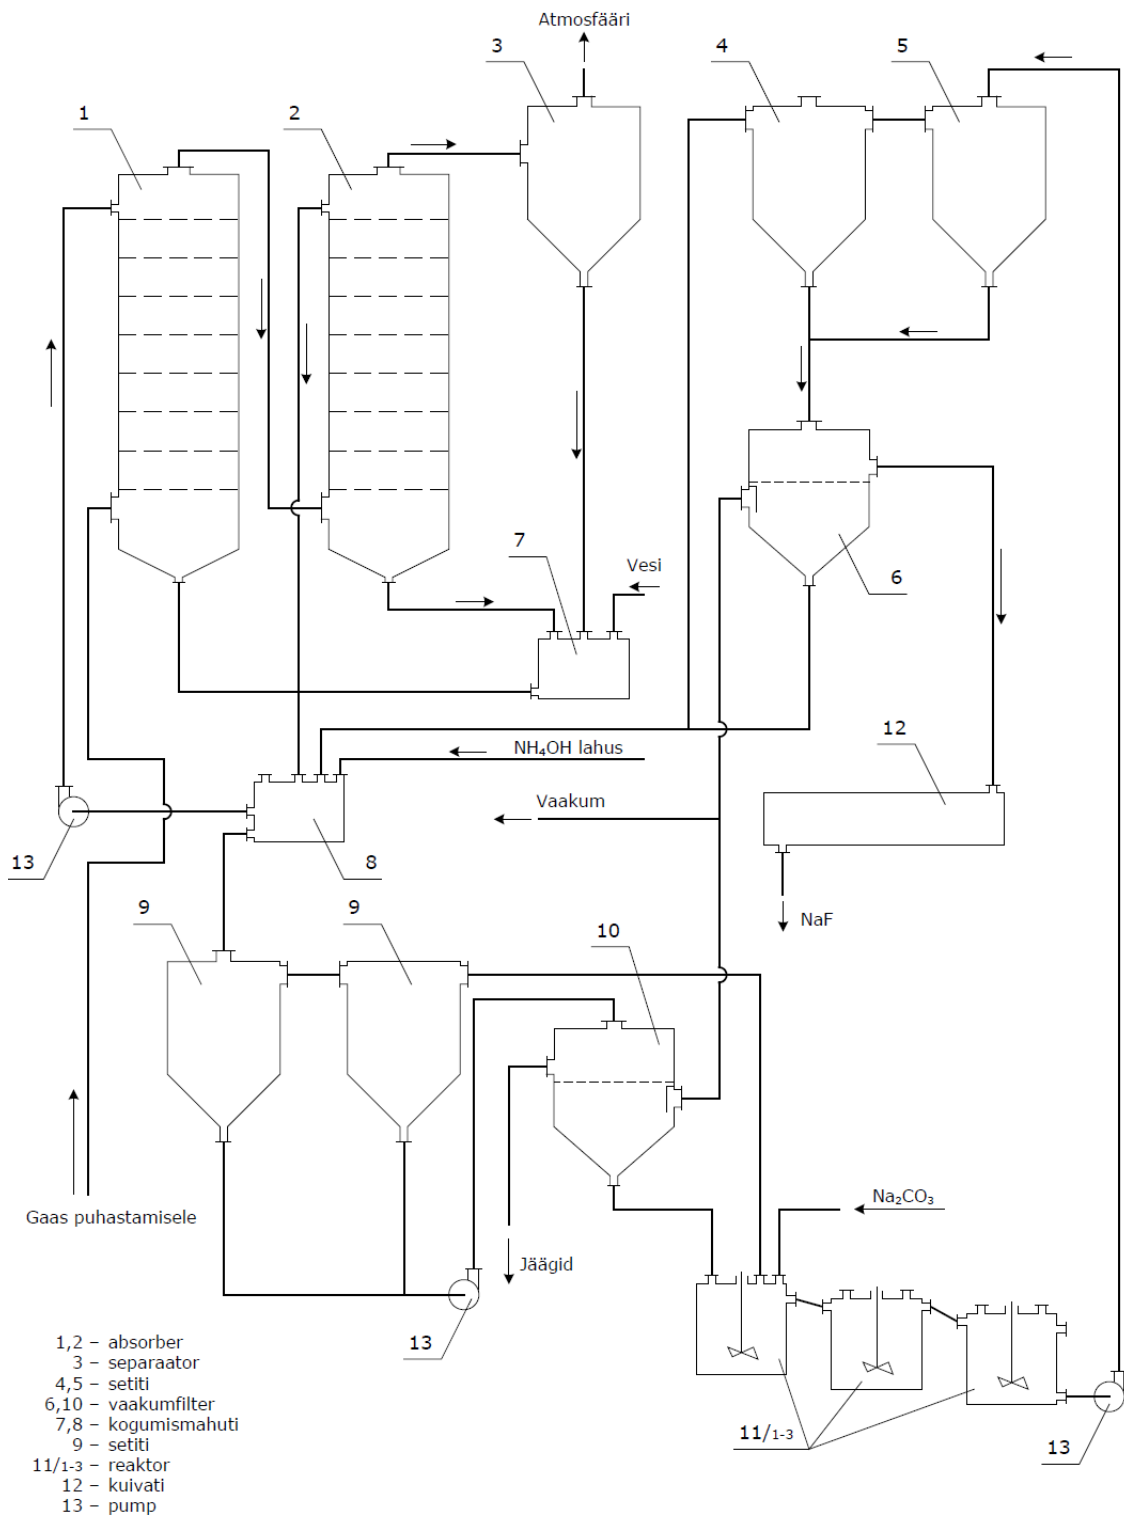 Atmosfääri
3
4
5
1
2
7
Vesi
6
12
NH₄OH lahus
Vaakum
13
8
NaF
9
9
10
Na₂CO₃
Gaas puhastamisele
Jäägid
13
11/1-3
13
1,2 – absorber
3 – separaator
4,5 – setiti
6,10 – vaakumfilter
7,8 – kogumismahuti
9 – setiti
11/1-3 – reaktor
12 – kuivati
13 – pump